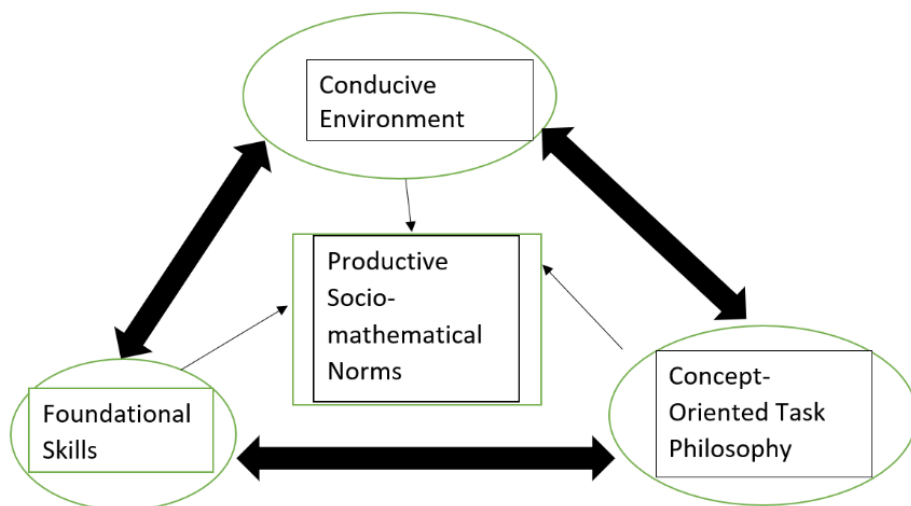 Conducive
Environment
Productive
Socio-
mathematical
Norms
Foundational
Skills
Concept-
Oriented Task
Philosophy